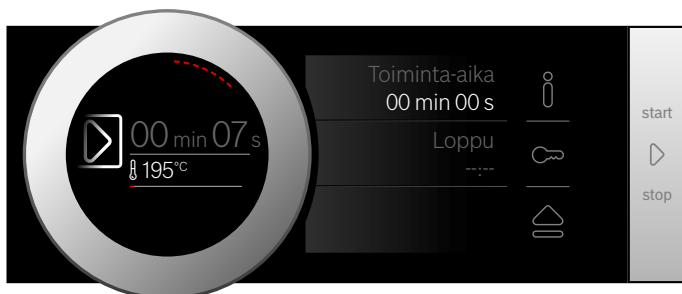 00 min 07 s
195°C
Toiminta-aika
00 min 00 s
Loppu
--:--
start
stop